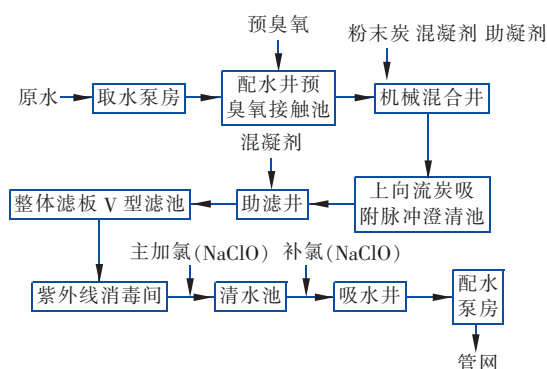 预臭氧
粉末炭 混凝剂 助凝剂
原水
取水泵房
配水井预
臭氧接触池
机械混合井
混凝剂
上向流炭吸
附脉冲澄清池
助滤井
整体滤板 V 型滤池
主加氯(NaClO)
补氯(NaClO)
紫外线消毒间
清水池
吸水井
配水
泵房
管网